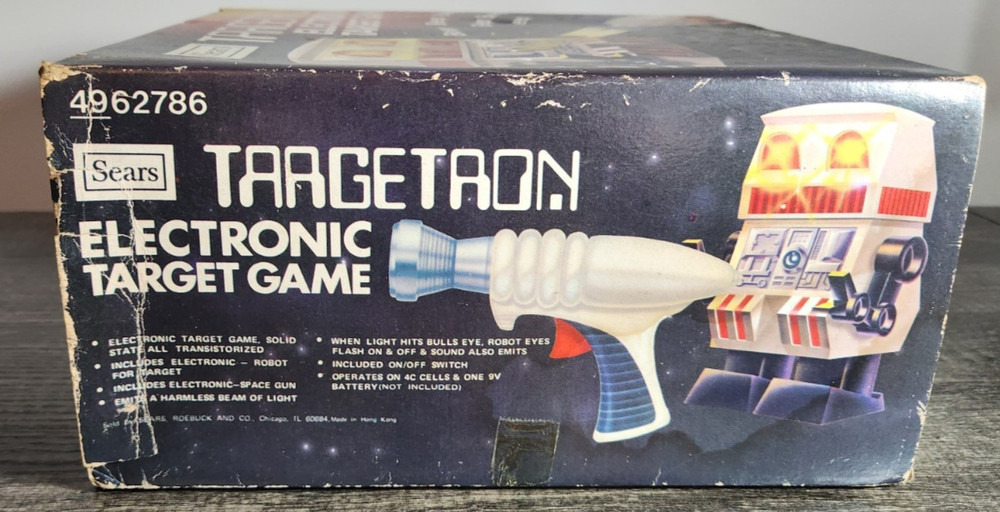 4962786
Sears
TARGETRON
ELECTRONIC
TARGET GAME
• ELECTRONIC TARGET GAME, SOLID
STATE ALL TRANSISTORIZED
• INCLUDES ELECTRONIC – ROBOT
FOR TARGET
• INCLUDES ELECTRONIC–SPACE GUN
• EMITS A HARMLESS BEAM OF LIGHT
• WHEN LIGHT HITS BULLS EYE, ROBOT EYES
FLASH ON & OFF & SOUND ALSO EMITS
• INCLUDED ON/OFF SWITCH
• OPERATES ON 4C CELLS & ONE 9V
BATTERY(NOT INCLUDED)
Sold by SEARS, ROEBUCK AND CO., Chicago, IL 60684, Made in Hong Kong